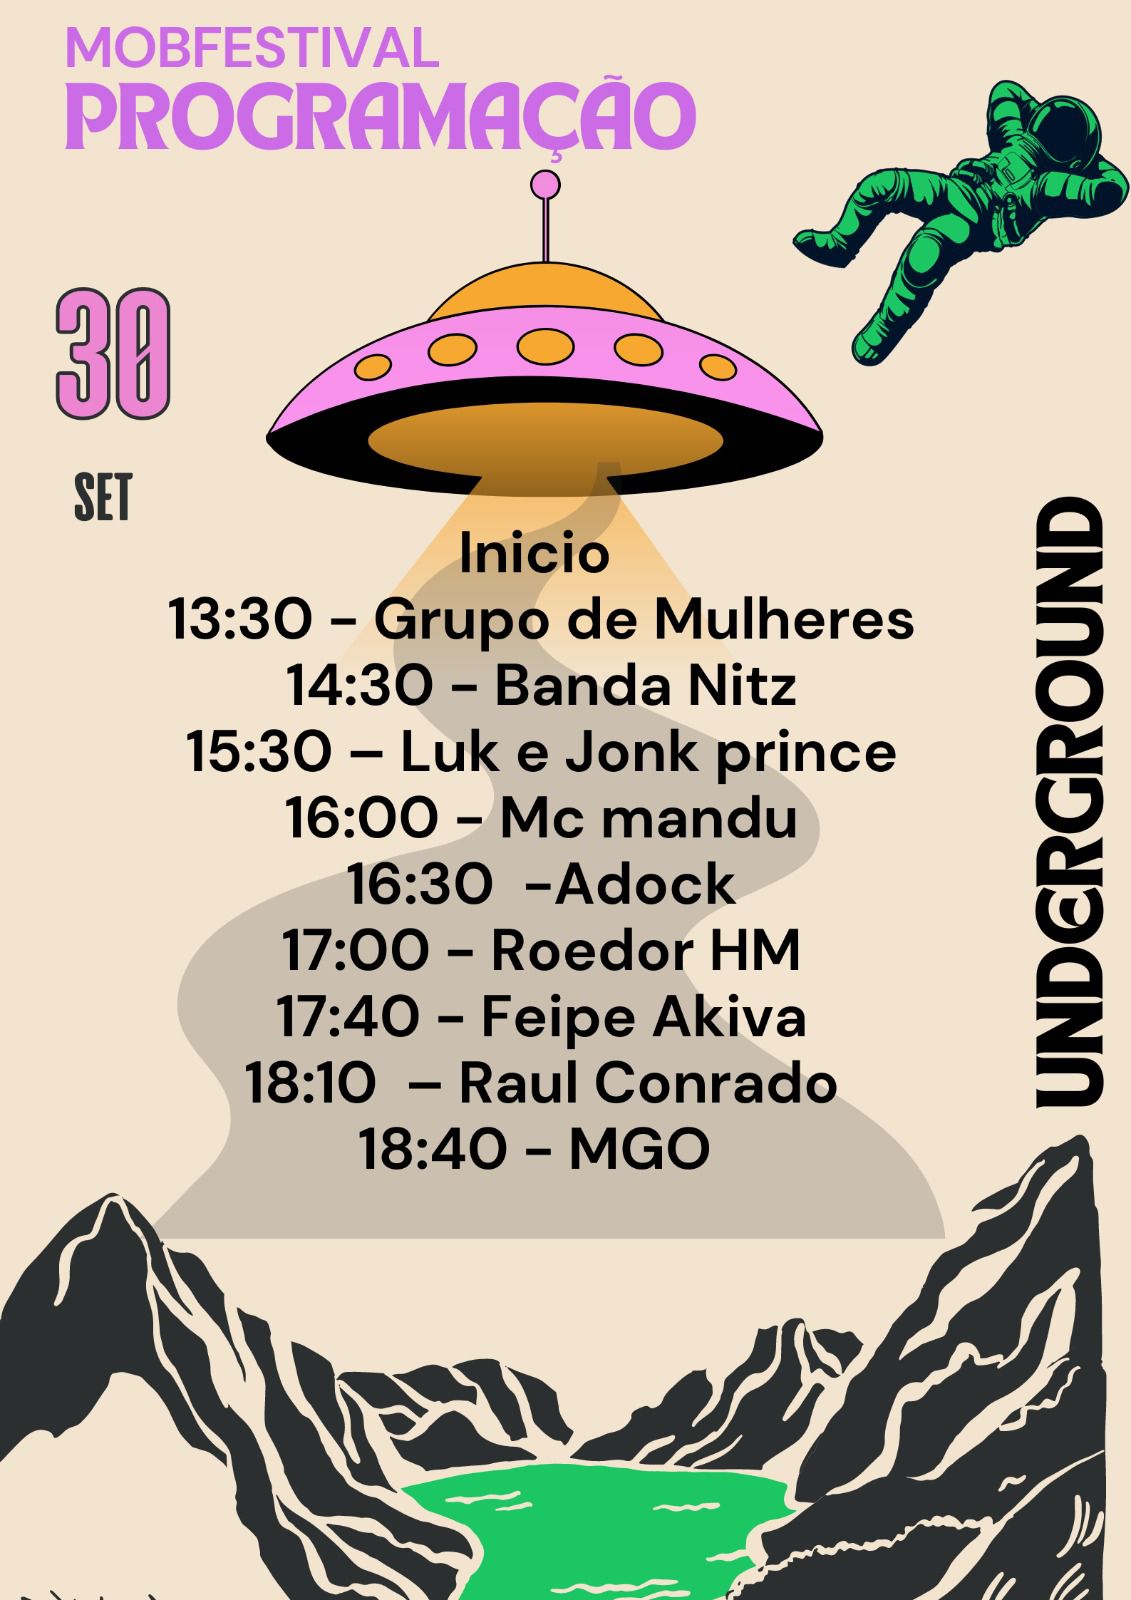 MOBFESTIVAL
PROGRAMAÇÃO
30
SET
Inicio
13:30 - Grupo de Mulheres
14:30 - Banda Nitz
15:30 – Luk e Jonk prince
16:00 - Mc mandu
16:30  -Adock
17:00 - Roedor HM
17:40 - Feipe Akiva
18:10  – Raul Conrado
18:40 - MGO
UNDERGROUND